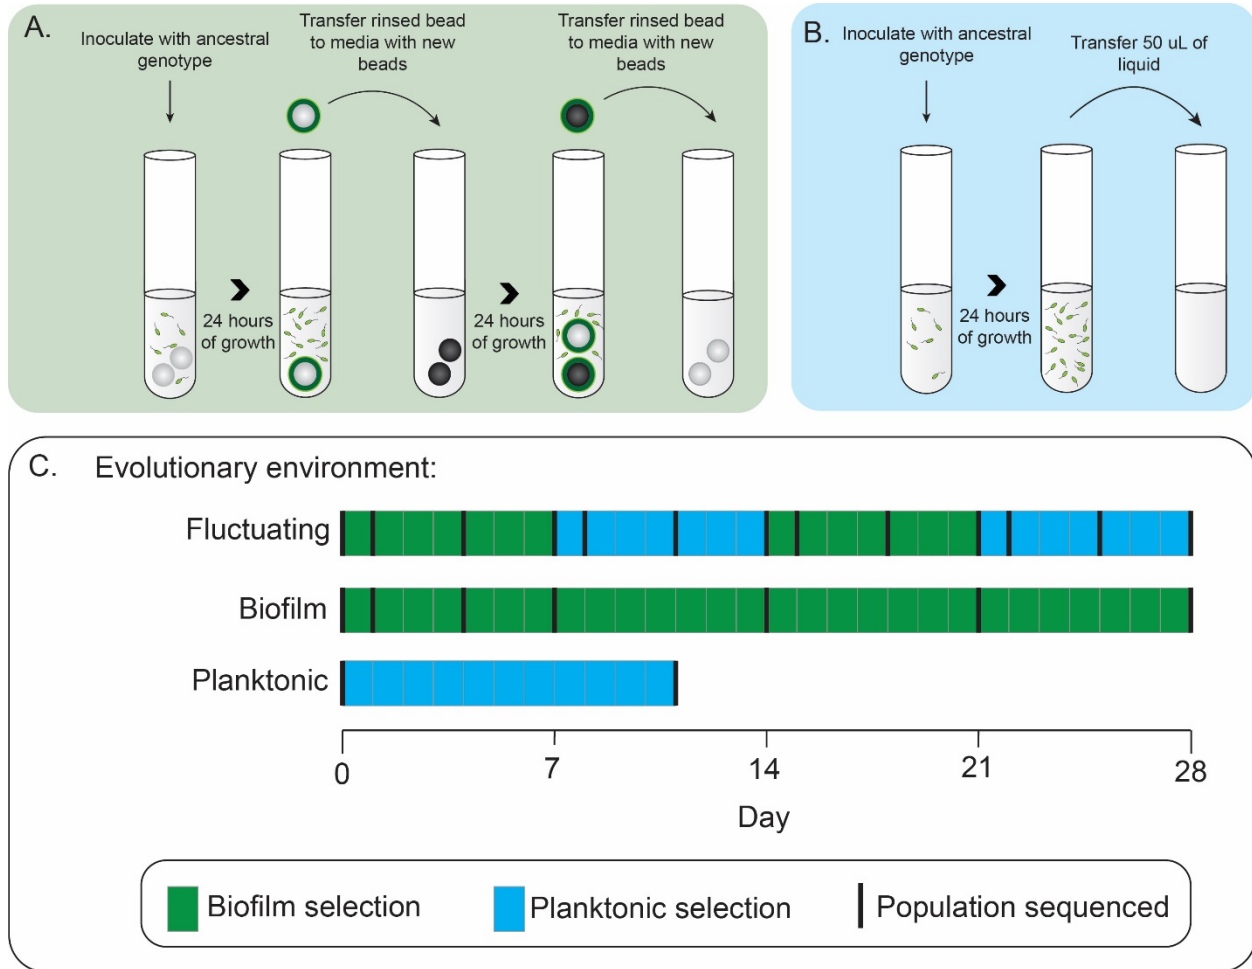 A.
Inoculate with ancestral
genotype
Transfer rinsed bead
to media with new
beads
Transfer rinsed bead
to media with new
beads
24 hours
of growth
24 hours
of growth
B.
Inoculate with ancestral
genotype
Transfer 50 uL of
liquid
24 hours
of growth
C. Evolutionary environment:
Fluctuating
Biofilm
Planktonic
0 7 14 21 28
Day
Biofilm selection Planktonic selection Population sequenced